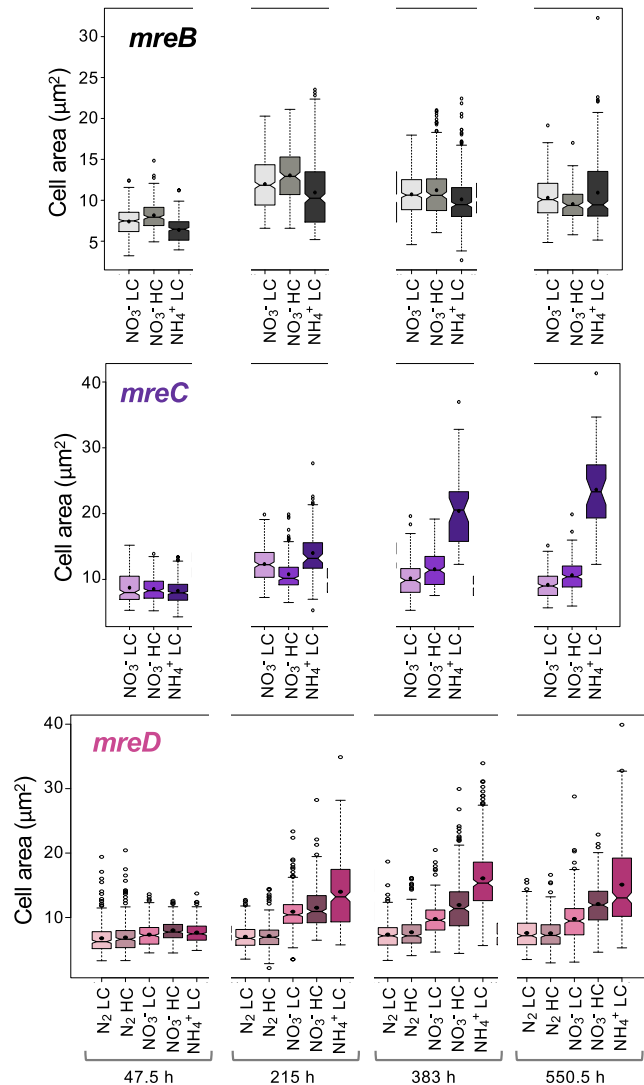 mreB
Cell area (μm²)
30
25
20
15
10
5
NO₃⁻ LC
NO₃⁻ HC
NH₄⁺ LC
NO₃⁻ LC
NO₃⁻ HC
NH₄⁺ LC
NO₃⁻ LC
NO₃⁻ HC
NH₄⁺ LC
NO₃⁻ LC
NO₃⁻ HC
NH₄⁺ LC
mreC
Cell area (μm²)
40
30
20
10
NO₃⁻ LC
NO₃⁻ HC
NH₄⁺ LC
NO₃⁻ LC
NO₃⁻ HC
NH₄⁺ LC
NO₃⁻ LC
NO₃⁻ HC
NH₄⁺ LC
NO₃⁻ LC
NO₃⁻ HC
NH₄⁺ LC
mreD
Cell area (μm²)
40
30
20
10
N₂ LC
N₂ HC
NO₃⁻ LC
NO₃⁻ HC
NH₄⁺ LC
N₂ LC
N₂ HC
NO₃⁻ LC
NO₃⁻ HC
NH₄⁺ LC
N₂ LC
N₂ HC
NO₃⁻ LC
NO₃⁻ HC
NH₄⁺ LC
N₂ LC
N₂ HC
NO₃⁻ LC
NO₃⁻ HC
NH₄⁺ LC
47.5 h
215 h
383 h
550.5 h